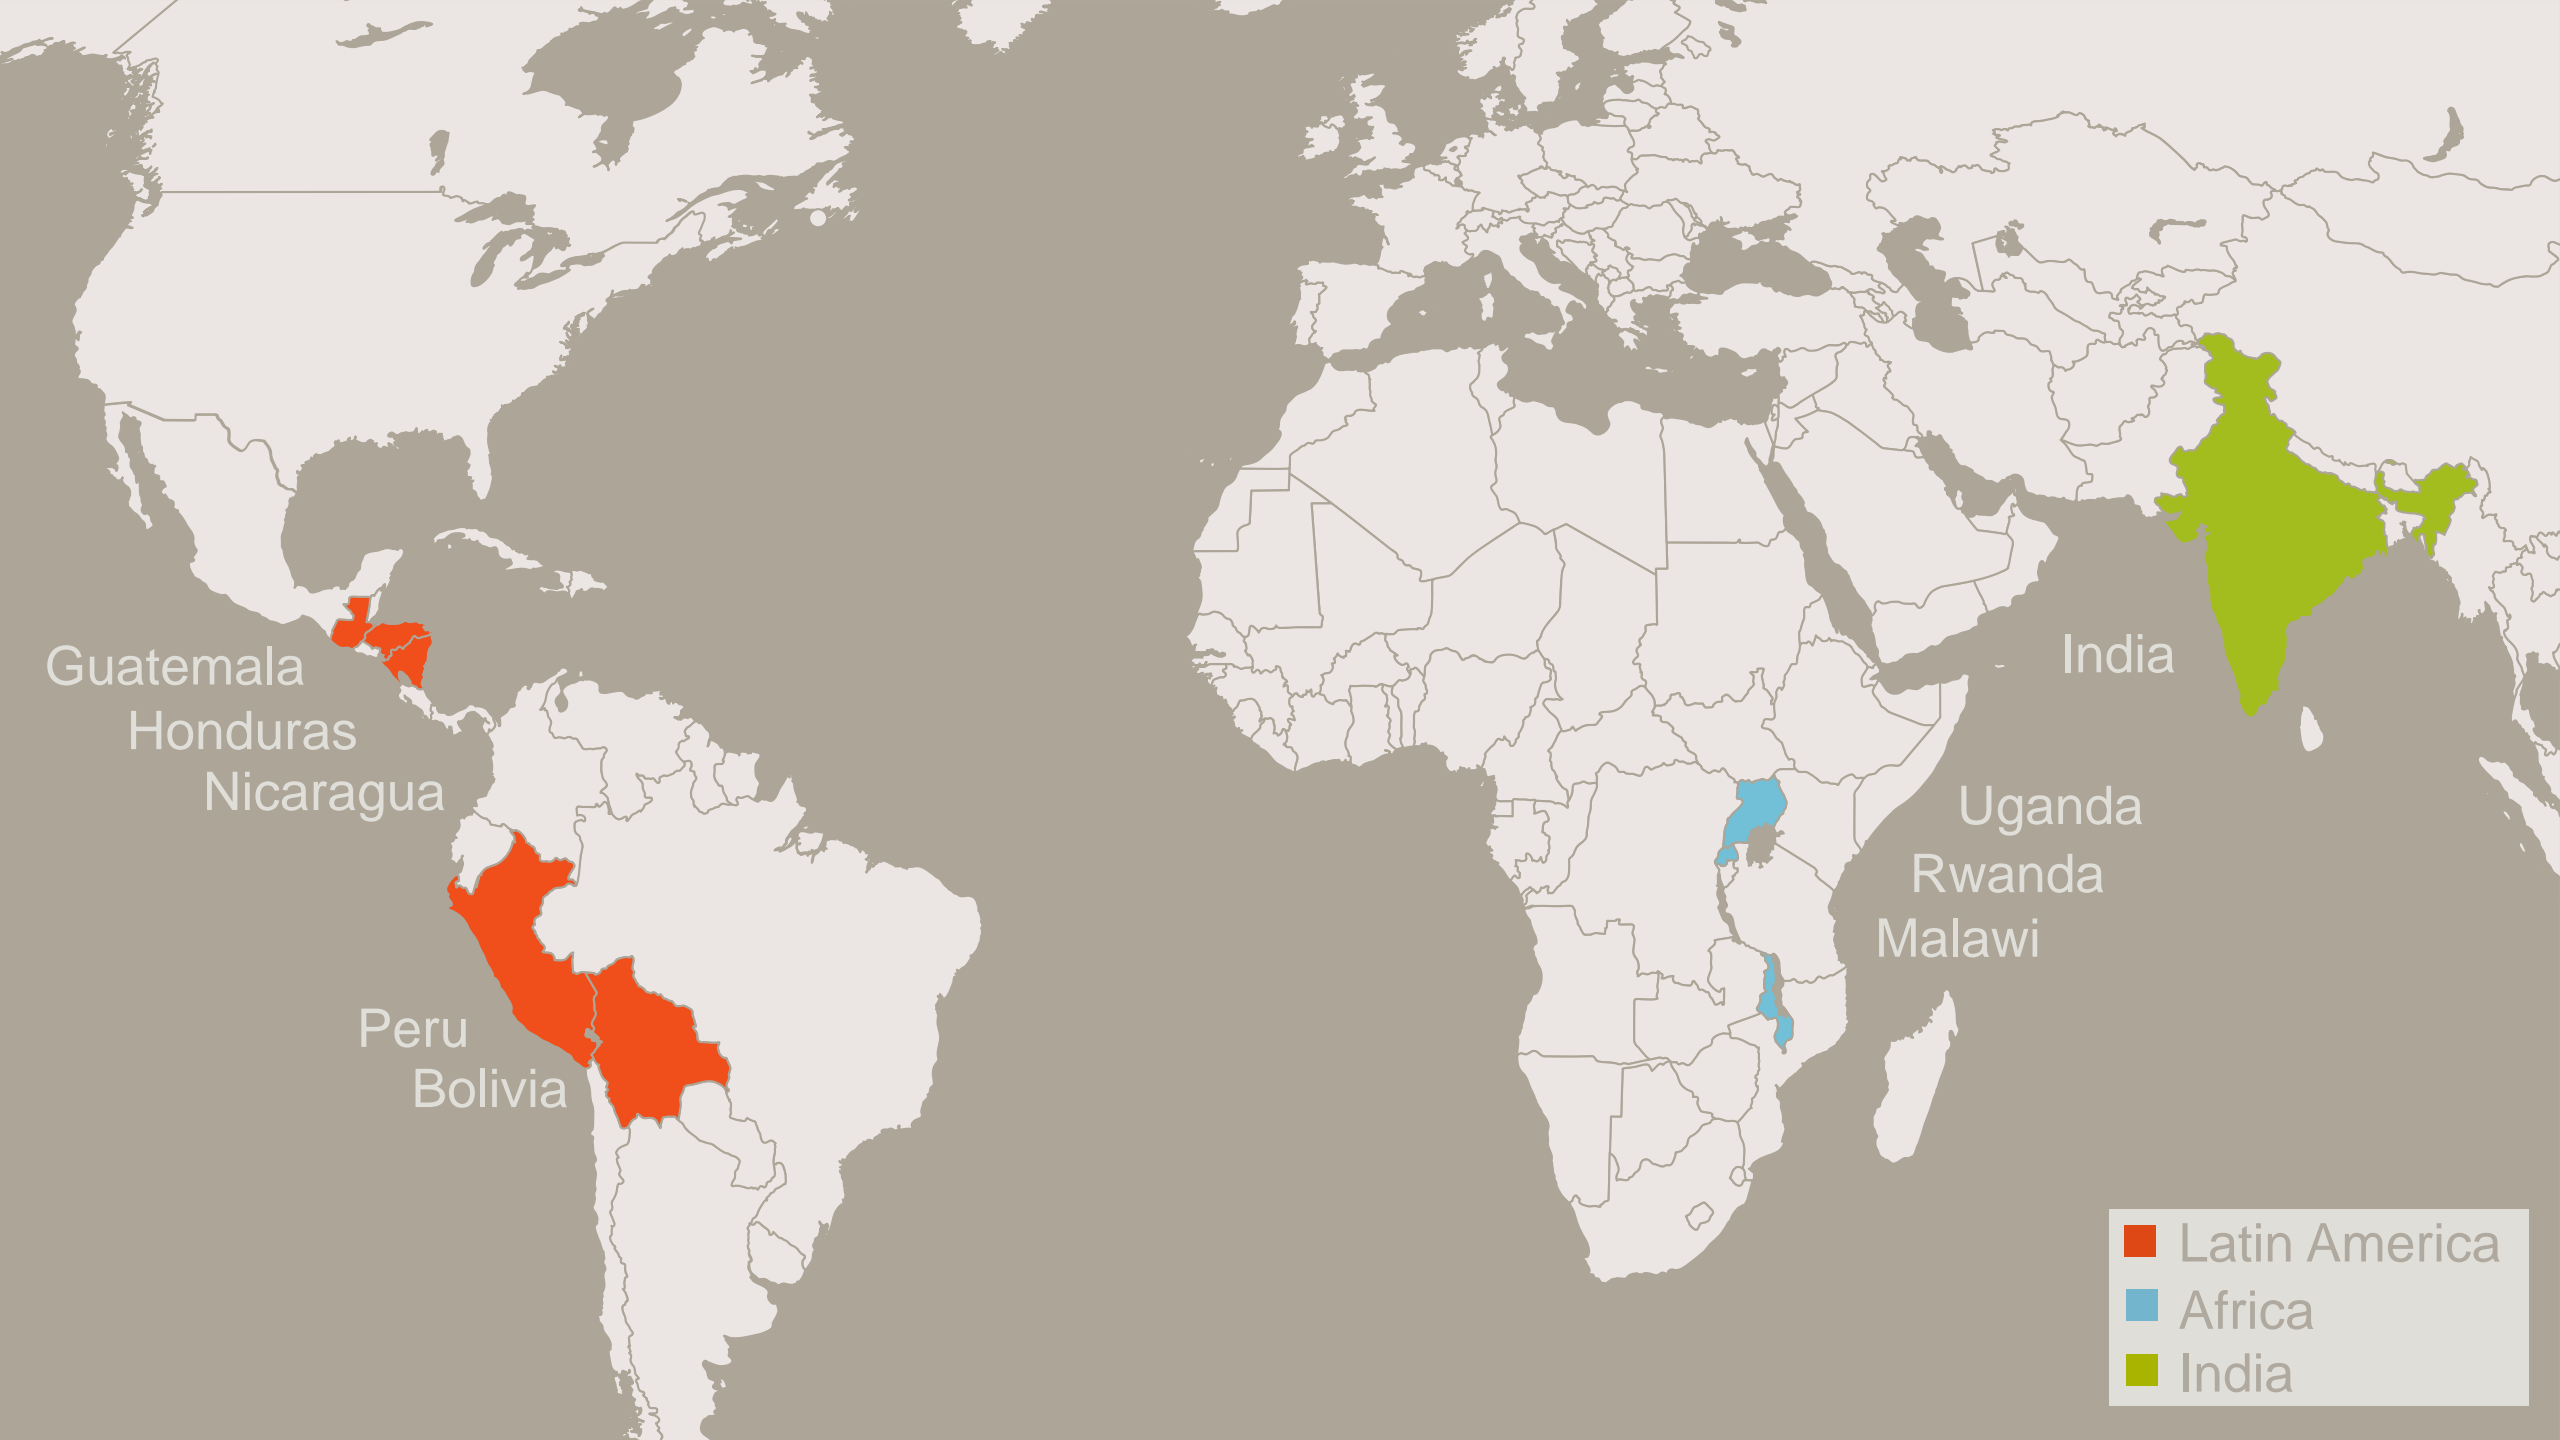 Guatemala
Honduras
Nicaragua
Peru
Bolivia
India
Uganda
Rwanda
Malawi
Latin America
Africa
India